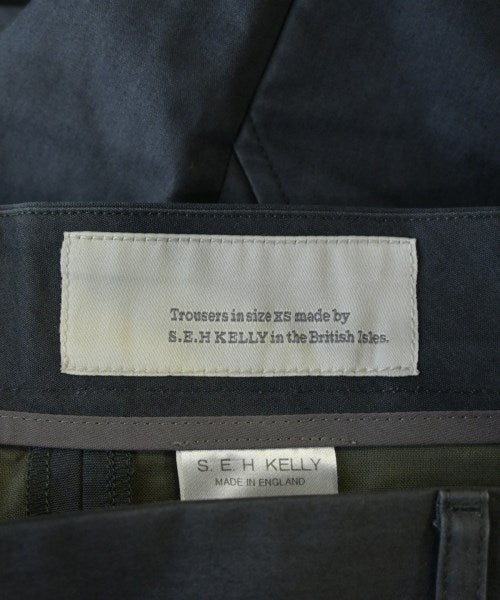 Trousers in size XS made by
S.E.H KELLY in the British Isles.
S. E. H KELLY
MADE IN ENGLAND